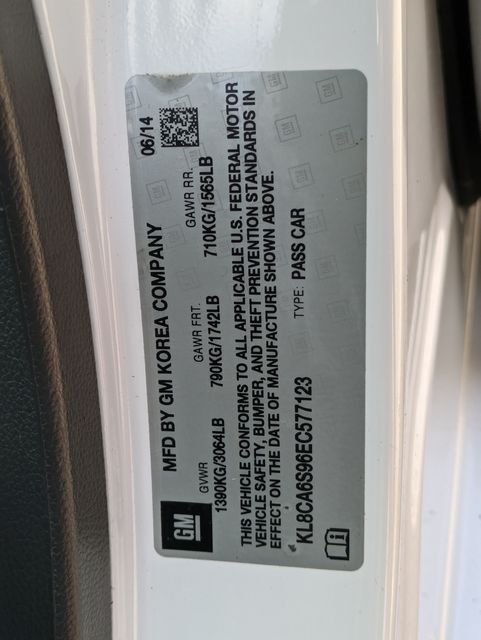 GM
MFD BY GM KOREA COMPANY
06/14
GVWR GAWR FRT. GAWR RR.
1390KG/3064LB 790KG/1742LB 710KG/1565LB
THIS VEHICLE CONFORMS TO ALL APPLICABLE U.S. FEDERAL MOTOR
VEHICLE SAFETY, BUMPER, AND THEFT PREVENTION STANDARDS IN
EFFECT ON THE DATE OF MANUFACTURE SHOWN ABOVE.
KL8CA6S96EC577123 TYPE: PASS CAR